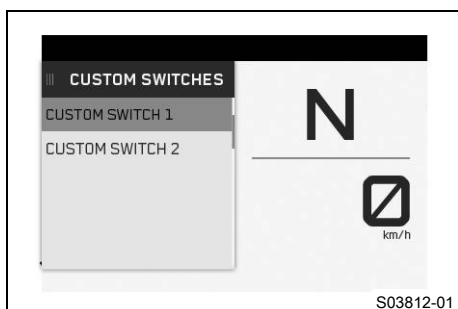 CUSTOM SWITCHES
CUSTOM SWITCH 1
CUSTOM SWITCH 2
N
0
km/h
S03812-01